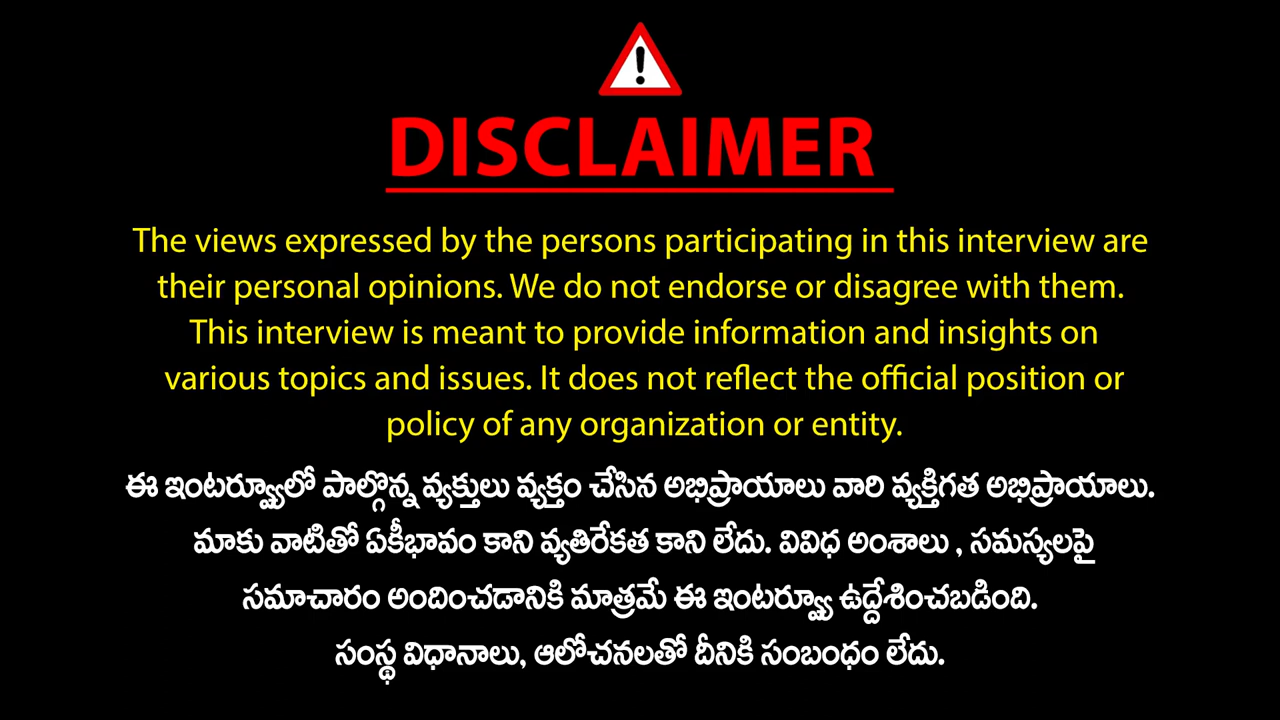 !
DISCLAIMER
The views expressed by the persons participating in this interview are
their personal opinions. We do not endorse or disagree with them.
This interview is meant to provide information and insights on
various topics and issues. It does not reflect the official position or
policy of any organization or entity.
ఈ ఇంటర్వ్యూలో పాల్గొన్న వ్యక్తులు వ్యక్తం చేసిన అభిప్రాయాలు వారి వ్యక్తిగత అభిప్రాయాలు.
మాకు వాటితో ఏకీభావం కాని వ్యతిరేకత కాని లేదు. వివిధ అంశాలు , సమస్యలపై
సమాచారం అందించడానికి మాత్రమే ఈ ఇంటర్వ్యూ ఉద్దేశించబడింది.
సంస్థ విధానాలు, ఆలోచనలతో దీనికి సంబంధం లేదు.